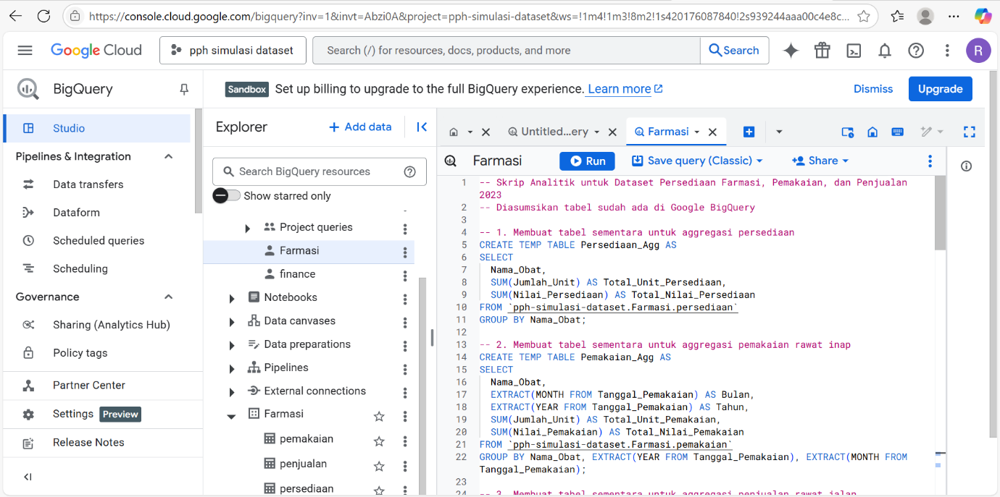 https://console.cloud.google.com/bigquery?inv=1&invt=Abzi0A&project=pph-simulasi-dataset&ws=!1m4!1m3!8m2!1s420176087840!2s939244aaa00c4e8c...
Google Cloud
pph simulasi dataset
Search (/) for resources, docs, products, and more
Search
R
BigQuery
Sandbox Set up billing to upgrade to the full BigQuery experience. Learn more
Dismiss
Upgrade
Studio
Pipelines & Integration
Data transfers
Dataform
Scheduled queries
Scheduling
Governance
Sharing (Analytics Hub)
Policy tags
Partner Center
Settings Preview
Release Notes
Explorer
+ Add data
Search BigQuery resources
Show starred only
Project queries
Farmasi
finance
Notebooks
Data canvases
Data preparations
Pipelines
External connections
Farmasi
pemakaian
penjualan
persediaan
Untitled...ery
Farmasi
Farmasi
Run
Save query (Classic)
Share
1 -- Skrip Analitik untuk Dataset Persediaan Farmasi, Pemakaian, dan Penjualan
2023
2 -- Diasumsikan tabel sudah ada di Google BigQuery
3
4 -- 1. Membuat tabel sementara untuk aggregasi persediaan
5 CREATE TEMP TABLE Persediaan_Agg AS
6 SELECT
7 Nama_Obat,
8 SUM(Jumlah_Unit) AS Total_Unit_Persediaan,
9 SUM(Nilai_Persediaan) AS Total_Nilai_Persediaan
10 FROM `pph-simulasi-dataset.Farmasi.persediaan`
11 GROUP BY Nama_Obat;
12
13 -- 2. Membuat tabel sementara untuk aggregasi pemakaian rawat inap
14 CREATE TEMP TABLE Pemakaian_Agg AS
15 SELECT
16 Nama_Obat,
17 EXTRACT(MONTH FROM Tanggal_Pemakaian) AS Bulan,
18 EXTRACT(YEAR FROM Tanggal_Pemakaian) AS Tahun,
19 SUM(Jumlah_Unit) AS Total_Unit_Pemakaian,
20 SUM(Nilai_Pemakaian) AS Total_Nilai_Pemakaian
21 FROM `pph-simulasi-dataset.Farmasi.pemakaian`
22 GROUP BY Nama_Obat, EXTRACT(YEAR FROM Tanggal_Pemakaian), EXTRACT(MONTH FROM
Tanggal_Pemakaian);
23
24 -- 3. Membuat tabel sementara untuk aggregasi penjualan rawat jalan